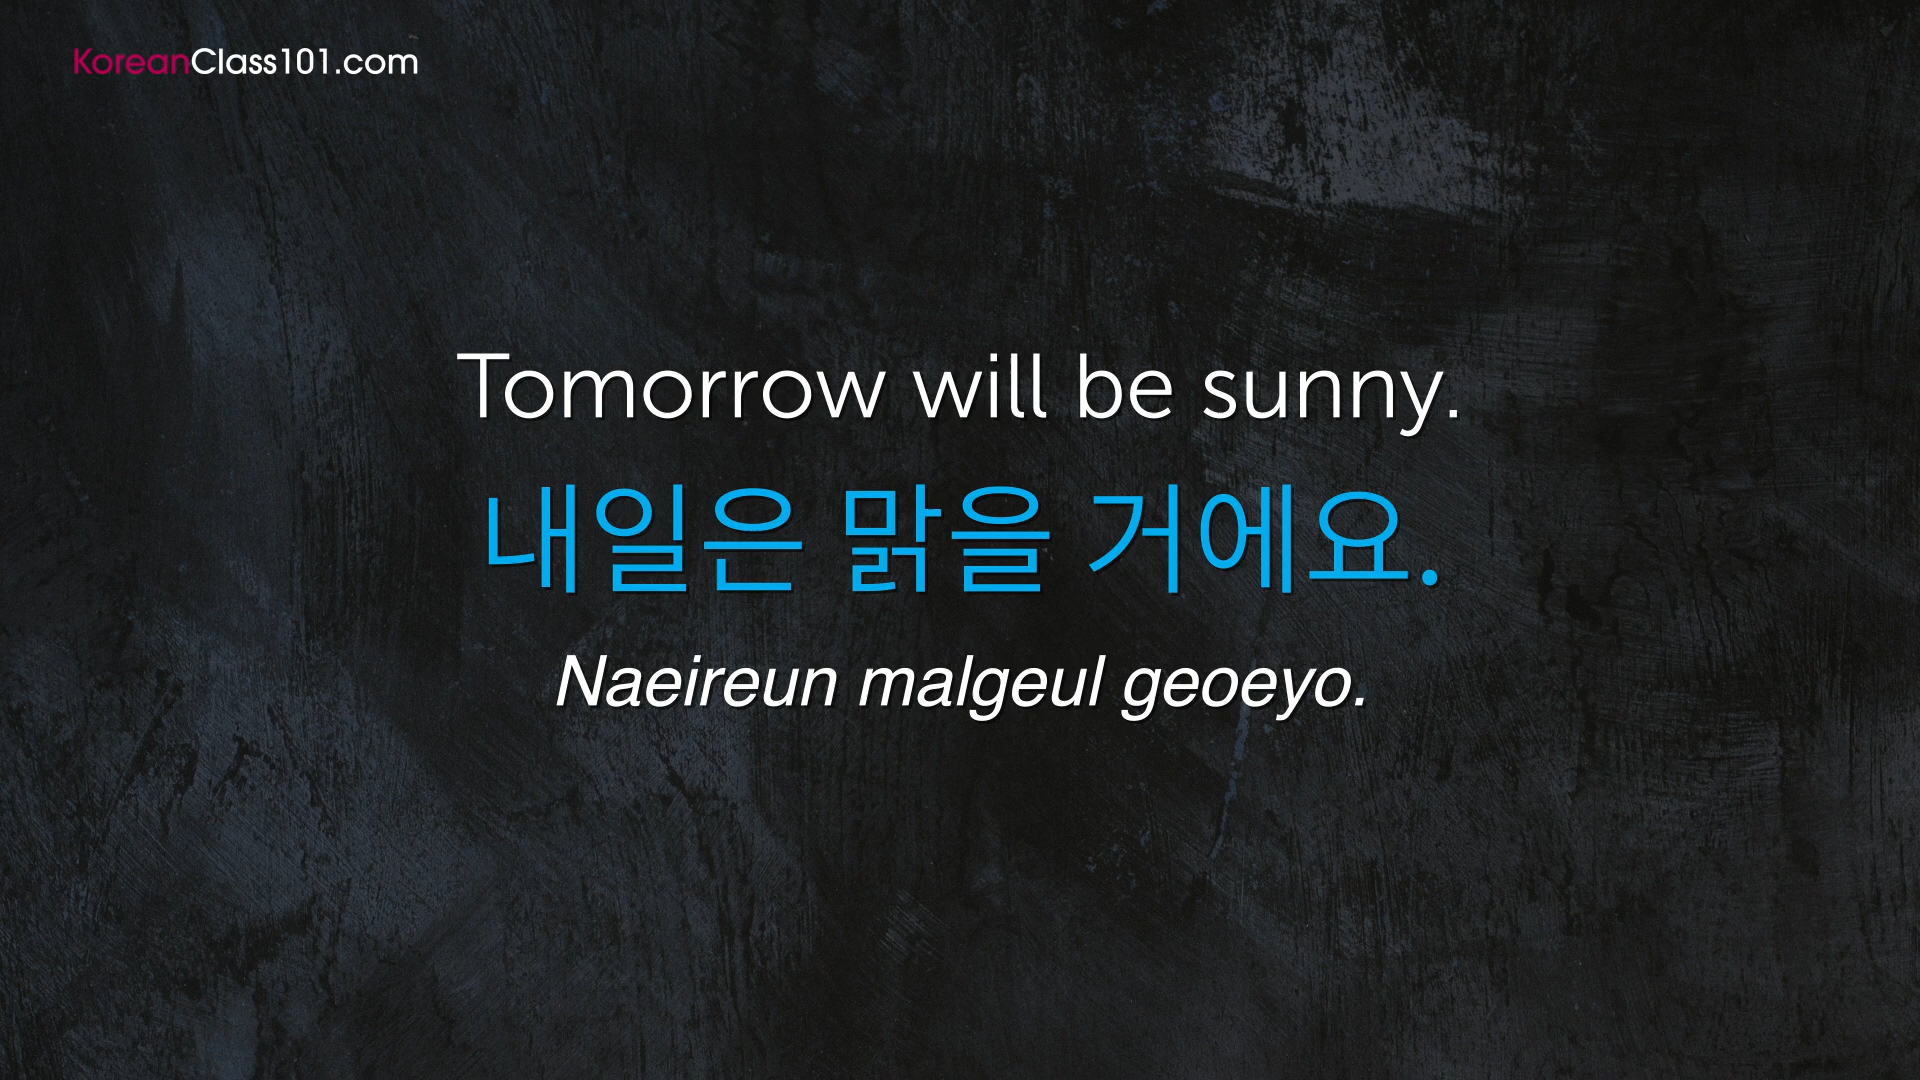 KoreanClass101.com
Tomorrow will be sunny.
내일은 맑을 거에요.
Naeireun malgeul geoeyo.